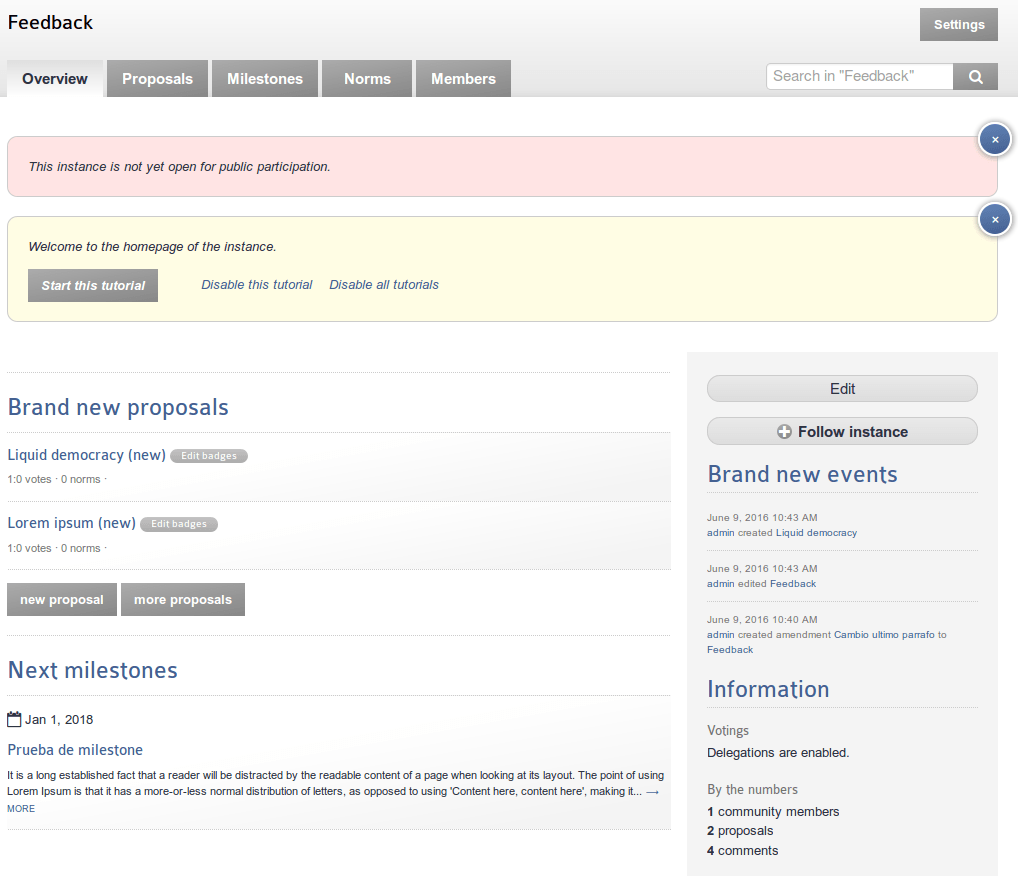 Feedback
Settings
Overview
Proposals
Milestones
Norms
Members
Search in "Feedback"
This instance is not yet open for public participation.
×
Welcome to the homepage of the instance.
×
Start this tutorial
Disable this tutorial
Disable all tutorials
Brand new proposals
Liquid democracy (new) Edit badges
1:0 votes · 0 norms ·
Lorem ipsum (new) Edit badges
1:0 votes · 0 norms ·
new proposal
more proposals
Next milestones
Jan 1, 2018
Prueba de milestone
It is a long established fact that a reader will be distracted by the readable content of a page when looking at its layout. The point of using
Lorem Ipsum is that it has a more-or-less normal distribution of letters, as opposed to using 'Content here, content here', making it... →
MORE
Edit
Follow instance
Brand new events
June 9, 2016 10:43 AM
admin created Liquid democracy
June 9, 2016 10:43 AM
admin edited Feedback
June 9, 2016 10:40 AM
admin created amendment Cambio ultimo parrafo to
Feedback
Information
Votings
Delegations are enabled.
By the numbers
1 community members
2 proposals
4 comments